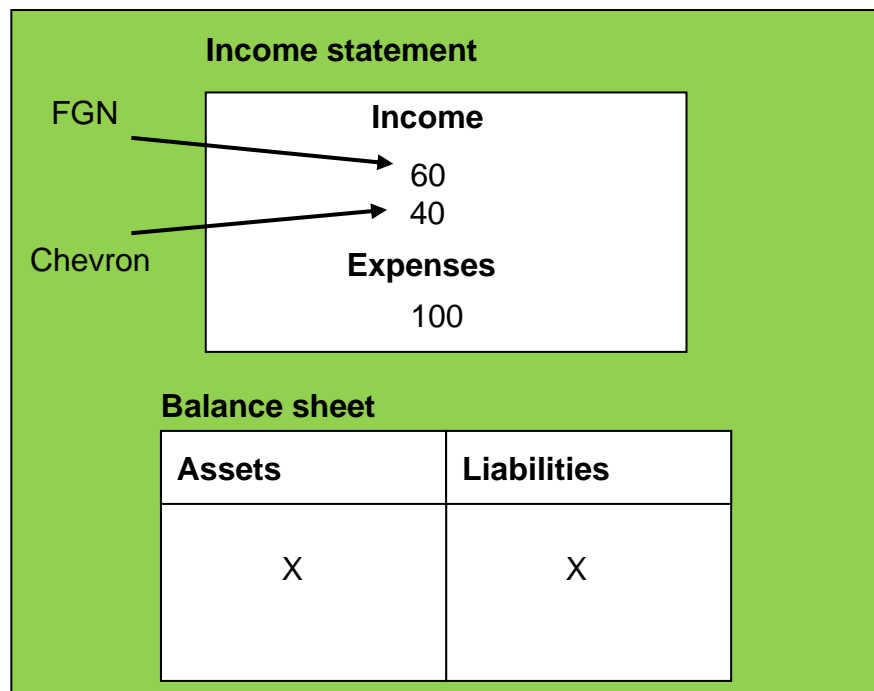 Income statement
FGN
Income
60
40
Chevron
Expenses
100
Balance sheet
Assets
Liabilities
X
X